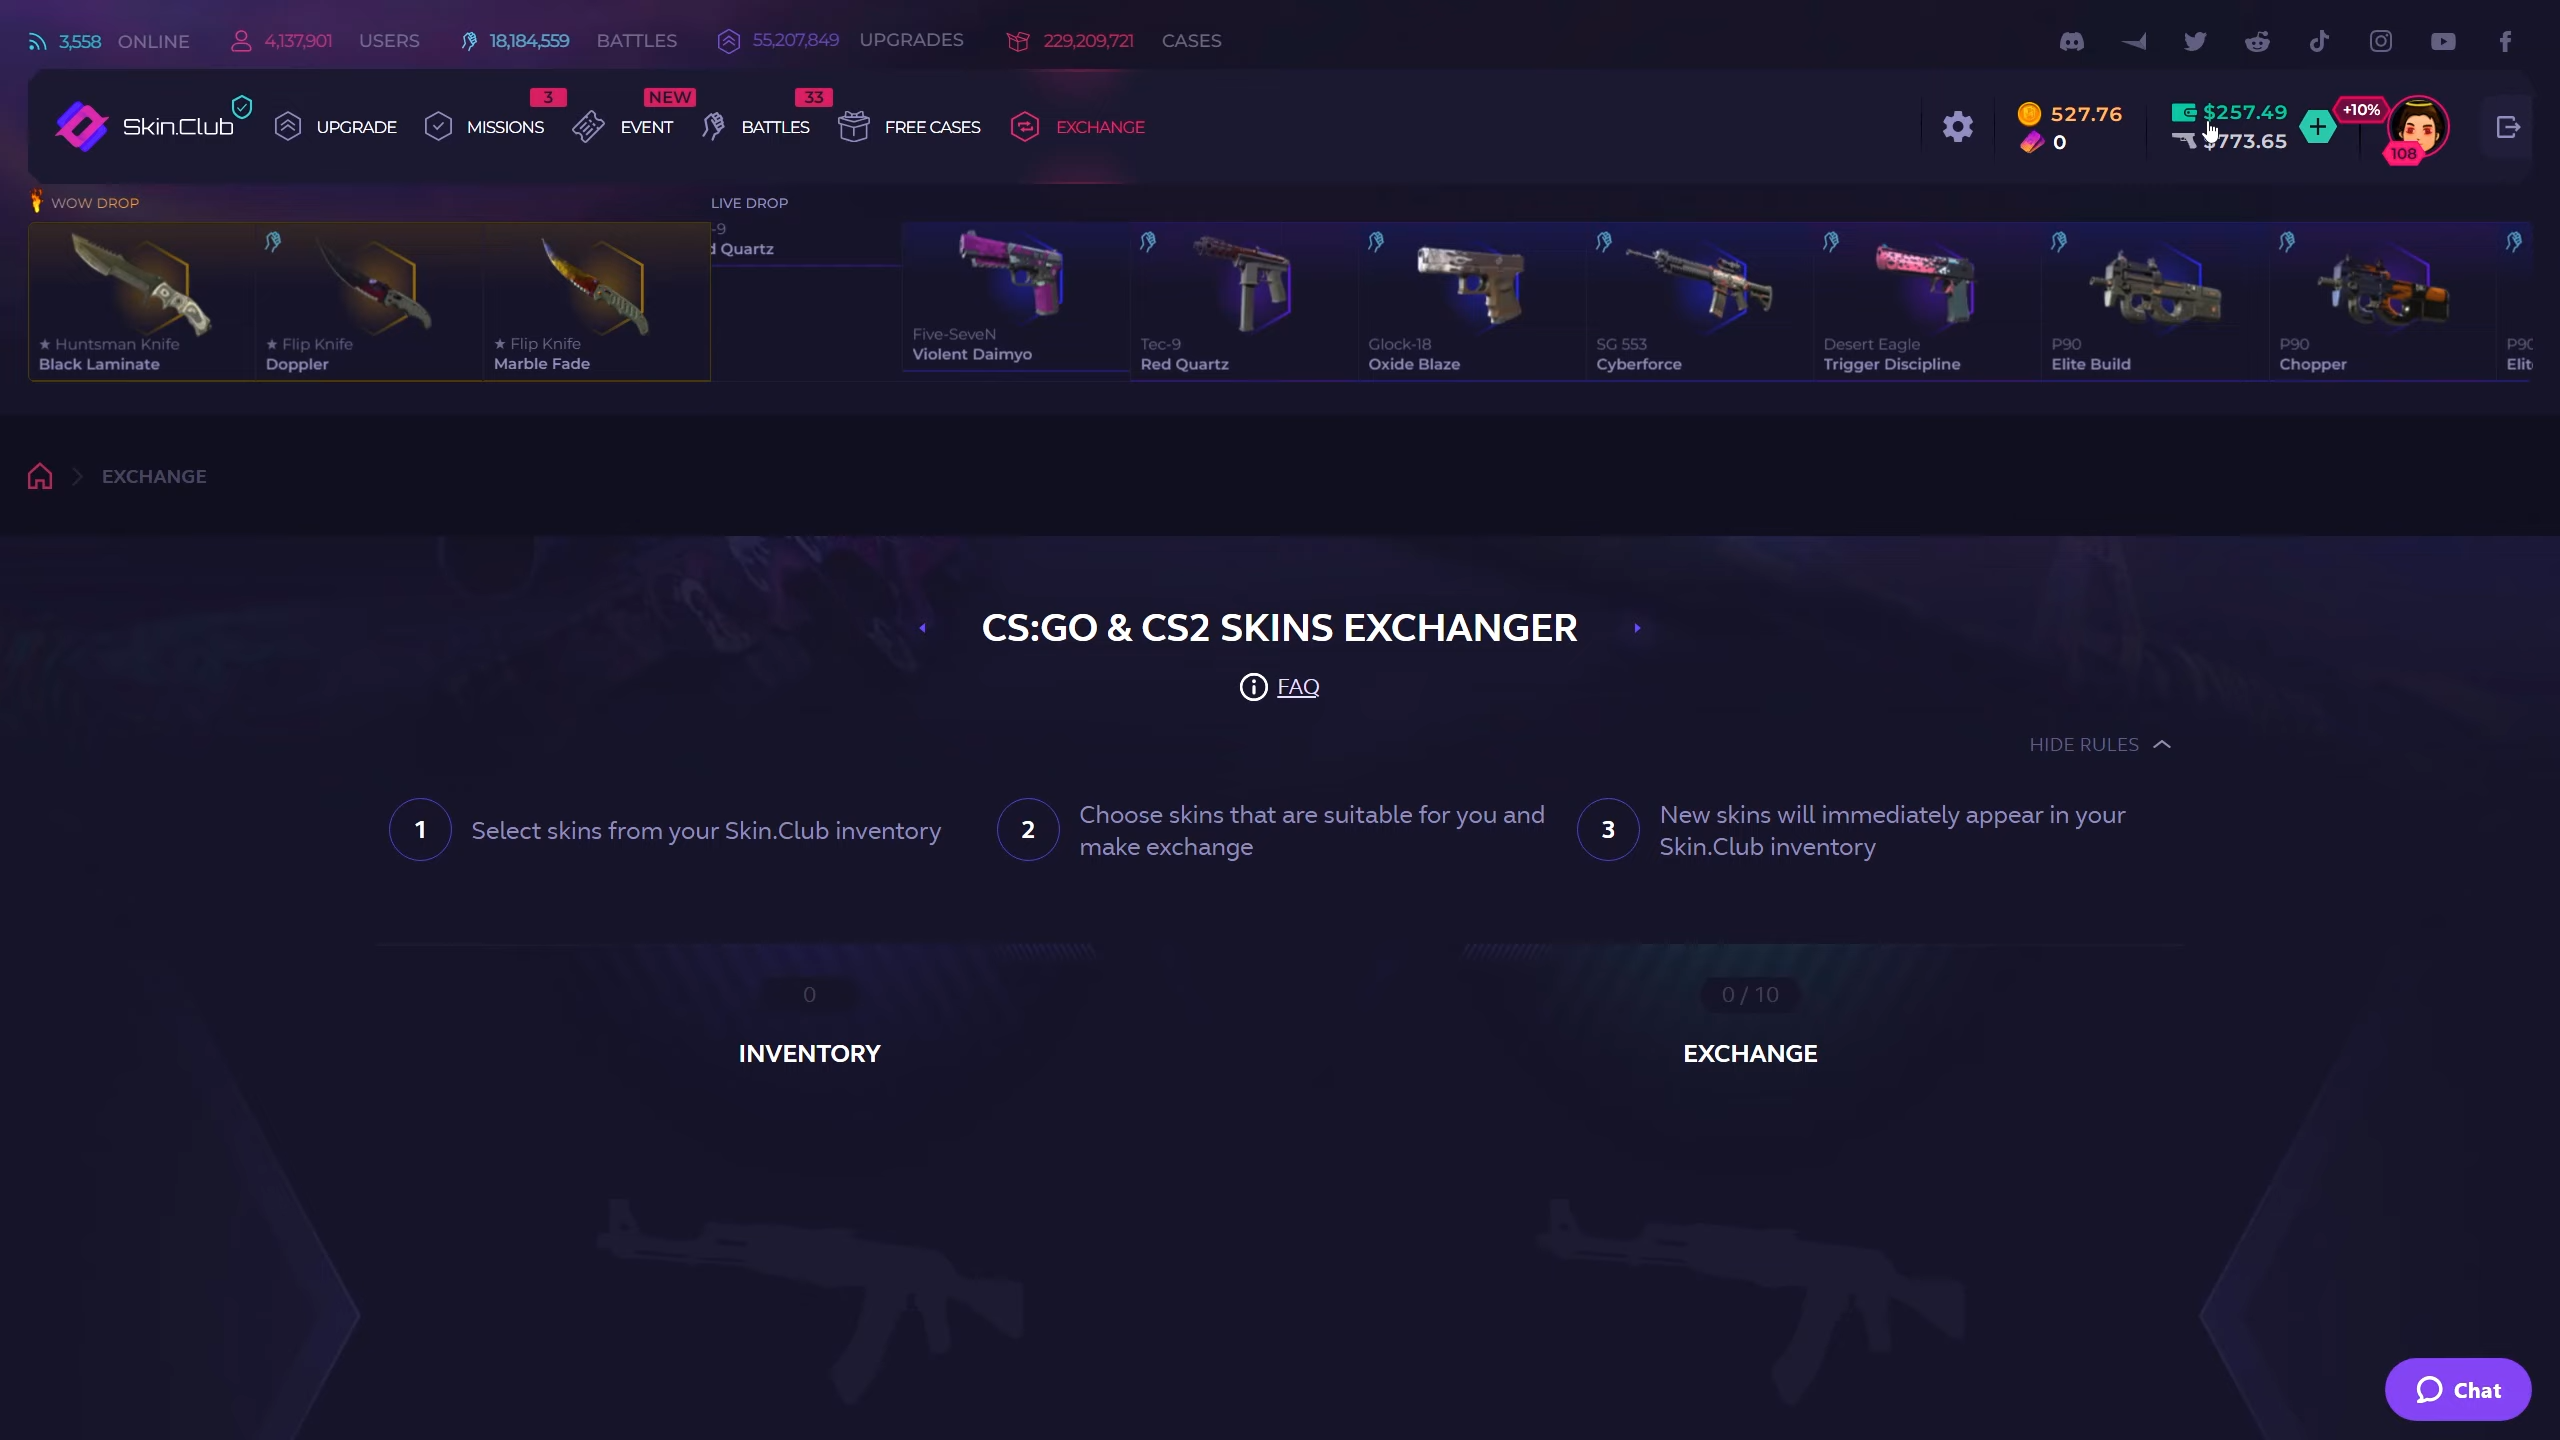 3,558 ONLINE 4,137,901 USERS 18,184,559 BATTLES 55,207,849 UPGRADES 229,209,721 CASES
Skin.Club UPGRADE 3 MISSIONS NEW EVENT 33 BATTLES FREE CASES EXCHANGE
527.76
0
$257.49
$773.65
+10%
108
WOW DROP
LIVE DROP
★ Huntsman Knife
Black Laminate
★ Flip Knife
Doppler
★ Flip Knife
Marble Fade
-9
d Quartz
Five-SeveN
Violent Daimyo
Tec-9
Red Quartz
Glock-18
Oxide Blaze
SG 553
Cyberforce
Desert Eagle
Trigger Discipline
P90
Elite Build
P90
Chopper
P90
Elit
EXCHANGE
CS:GO & CS2 SKINS EXCHANGER
FAQ
HIDE RULES
1 Select skins from your Skin.Club inventory
2 Choose skins that are suitable for you and
make exchange
3 New skins will immediately appear in your
Skin.Club inventory
0
INVENTORY
0 / 10
EXCHANGE
Chat